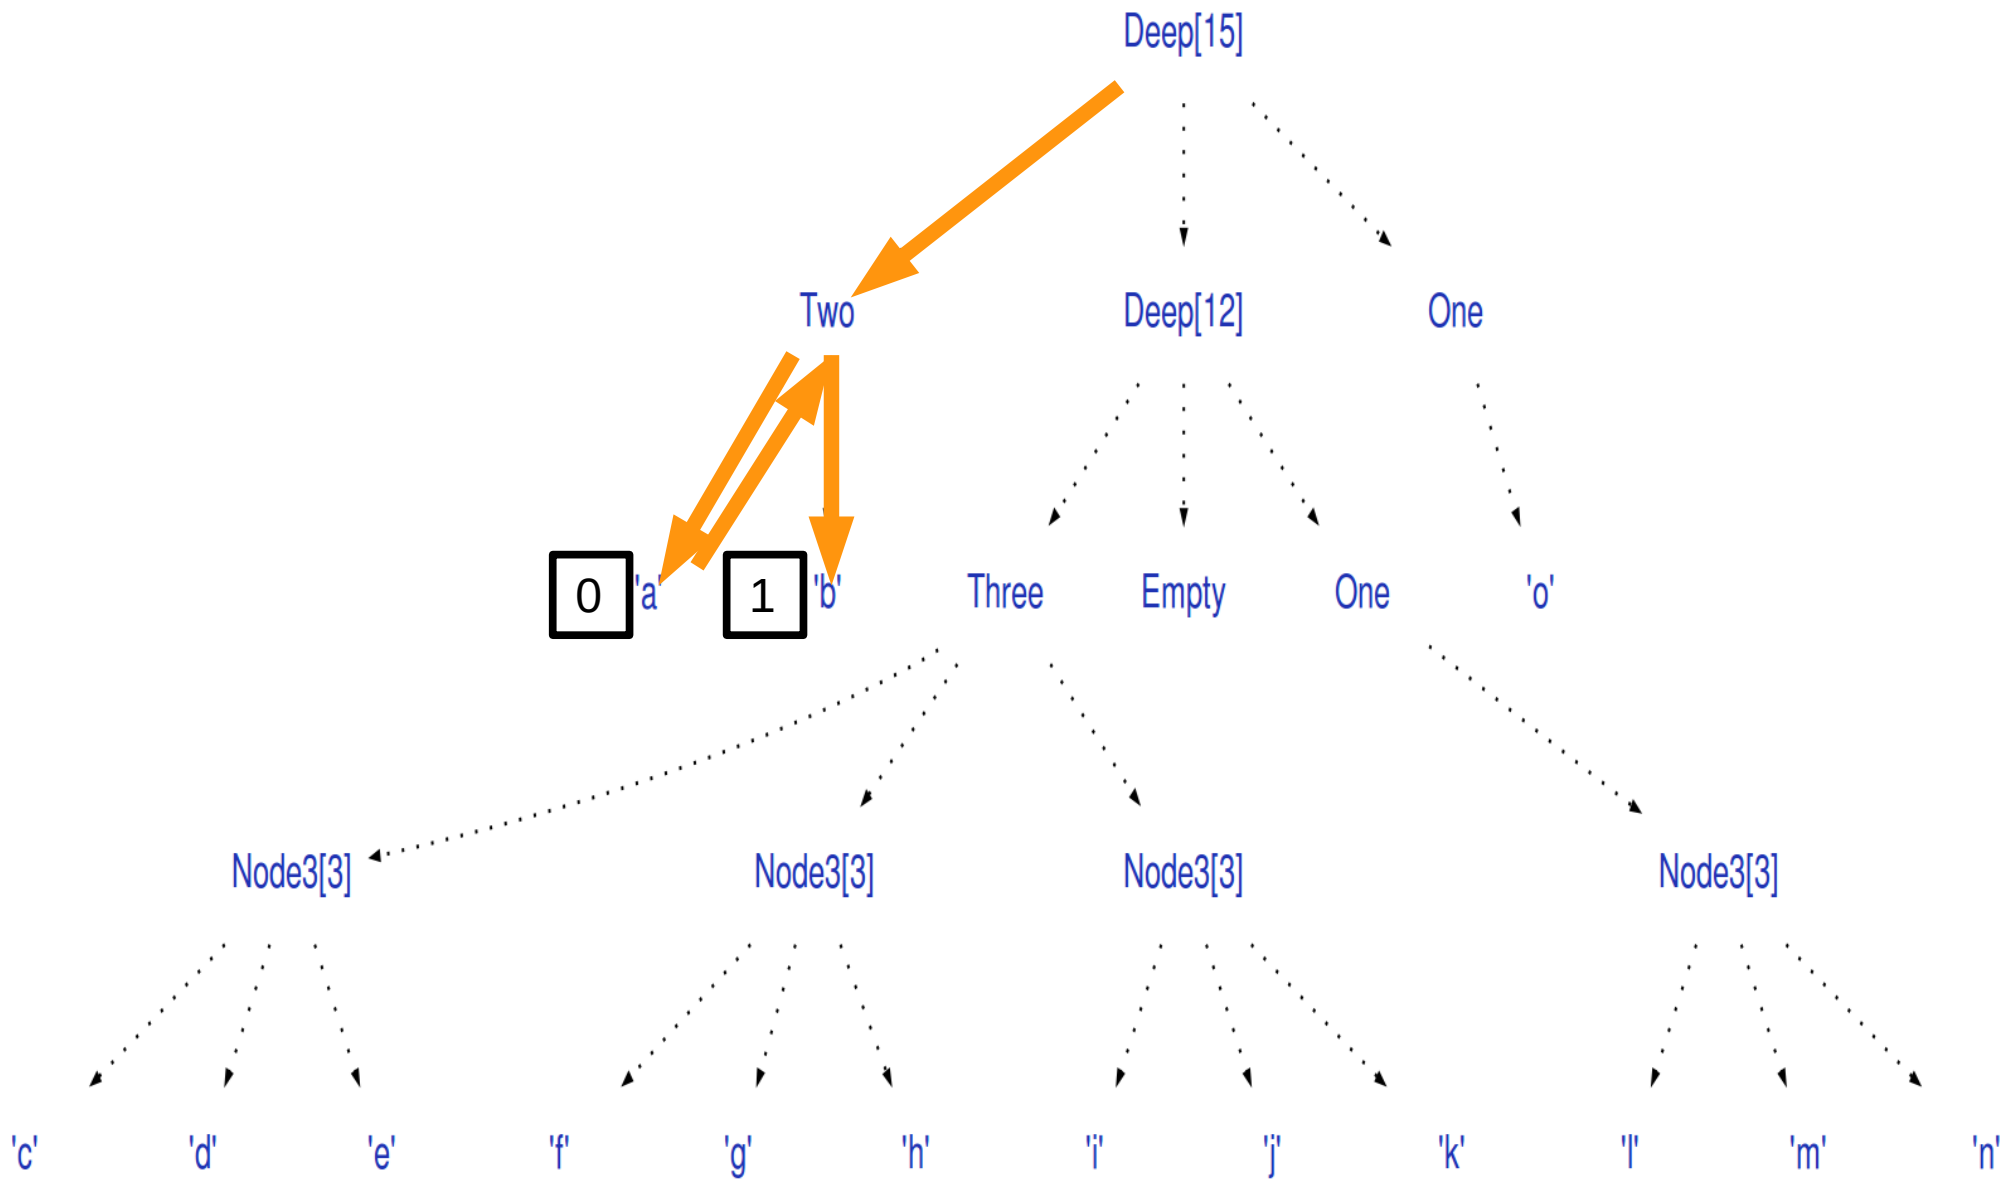 Deep[15]
Two Deep[12] One
0 'a' 1 'b' Three Empty One 'o'
Node3[3] Node3[3] Node3[3] Node3[3]
'c' 'd' 'e' 'f' 'g' 'h' 'i' 'j' 'k' 'l' 'm' 'n'